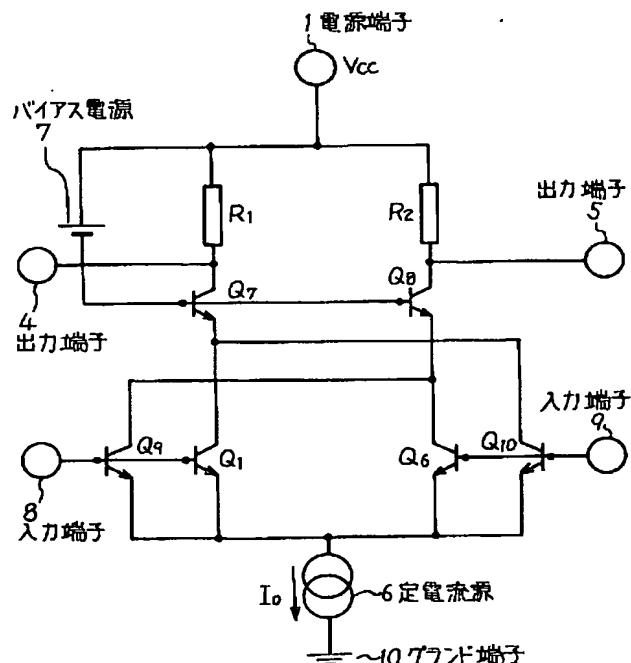 1 電源端子
Vcc
バイアス電源
7
R1
R2
出力端子
5
Q7
Q8
4
出力端子
入力端子
9
Q9
Q1
Q6
Q10
8
入力端子
I0
~6 定電流源
~10 グランド端子